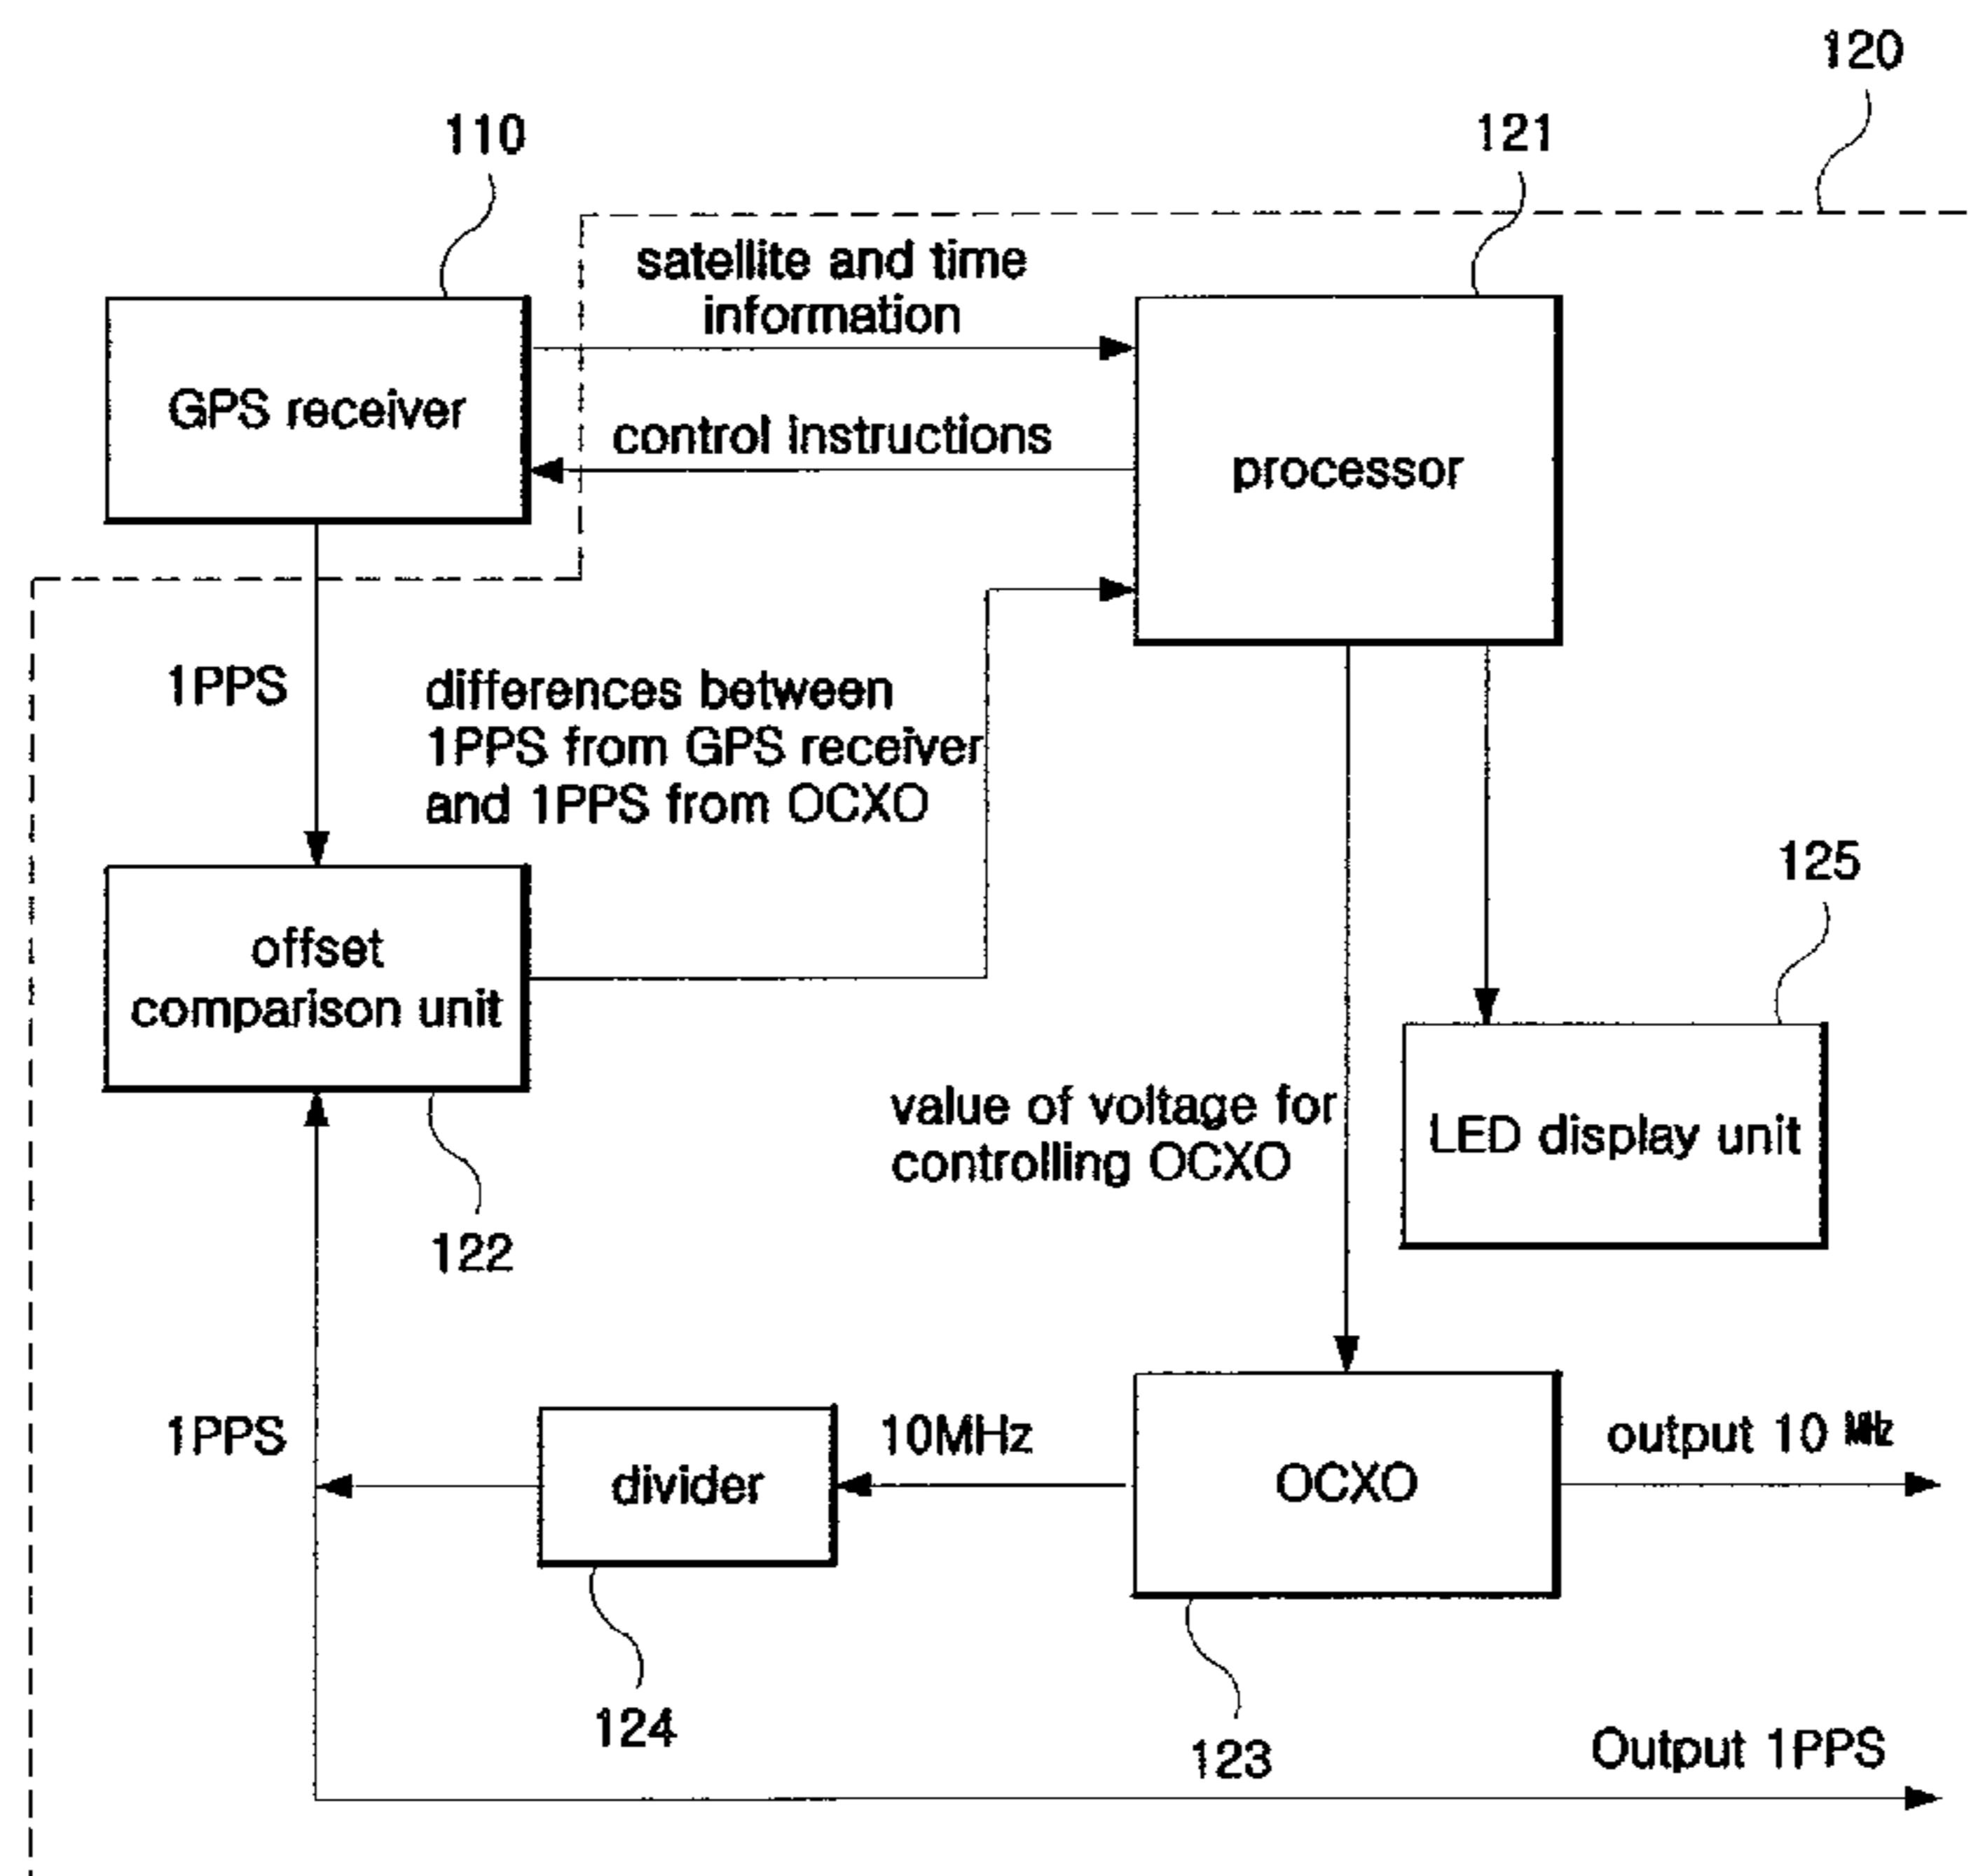 120
110
121
satellite and time
information
GPS receiver
control instructions
processor
1PPS
differences between
1PPS from GPS receiver
and 1PPS from OCXO
125
offset
comparison unit
value of voltage for
controlling OCXO
LED display unit
122
1PPS
10MHz
output 10 ㎒
divider
OCXO
124
123
Output 1PPS